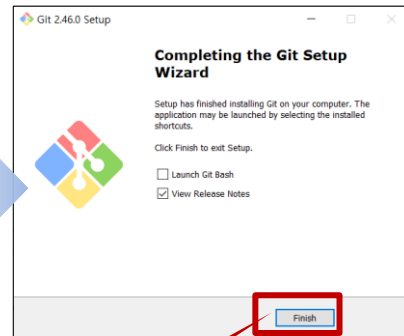 Git 2.46.0 Setup
Completing the Git Setup
Wizard
Setup has finished installing Git on your computer. The
application may be launched by selecting the installed
shortcuts.
Click Finish to exit Setup.
Launch Git Bash
View Release Notes
Finish